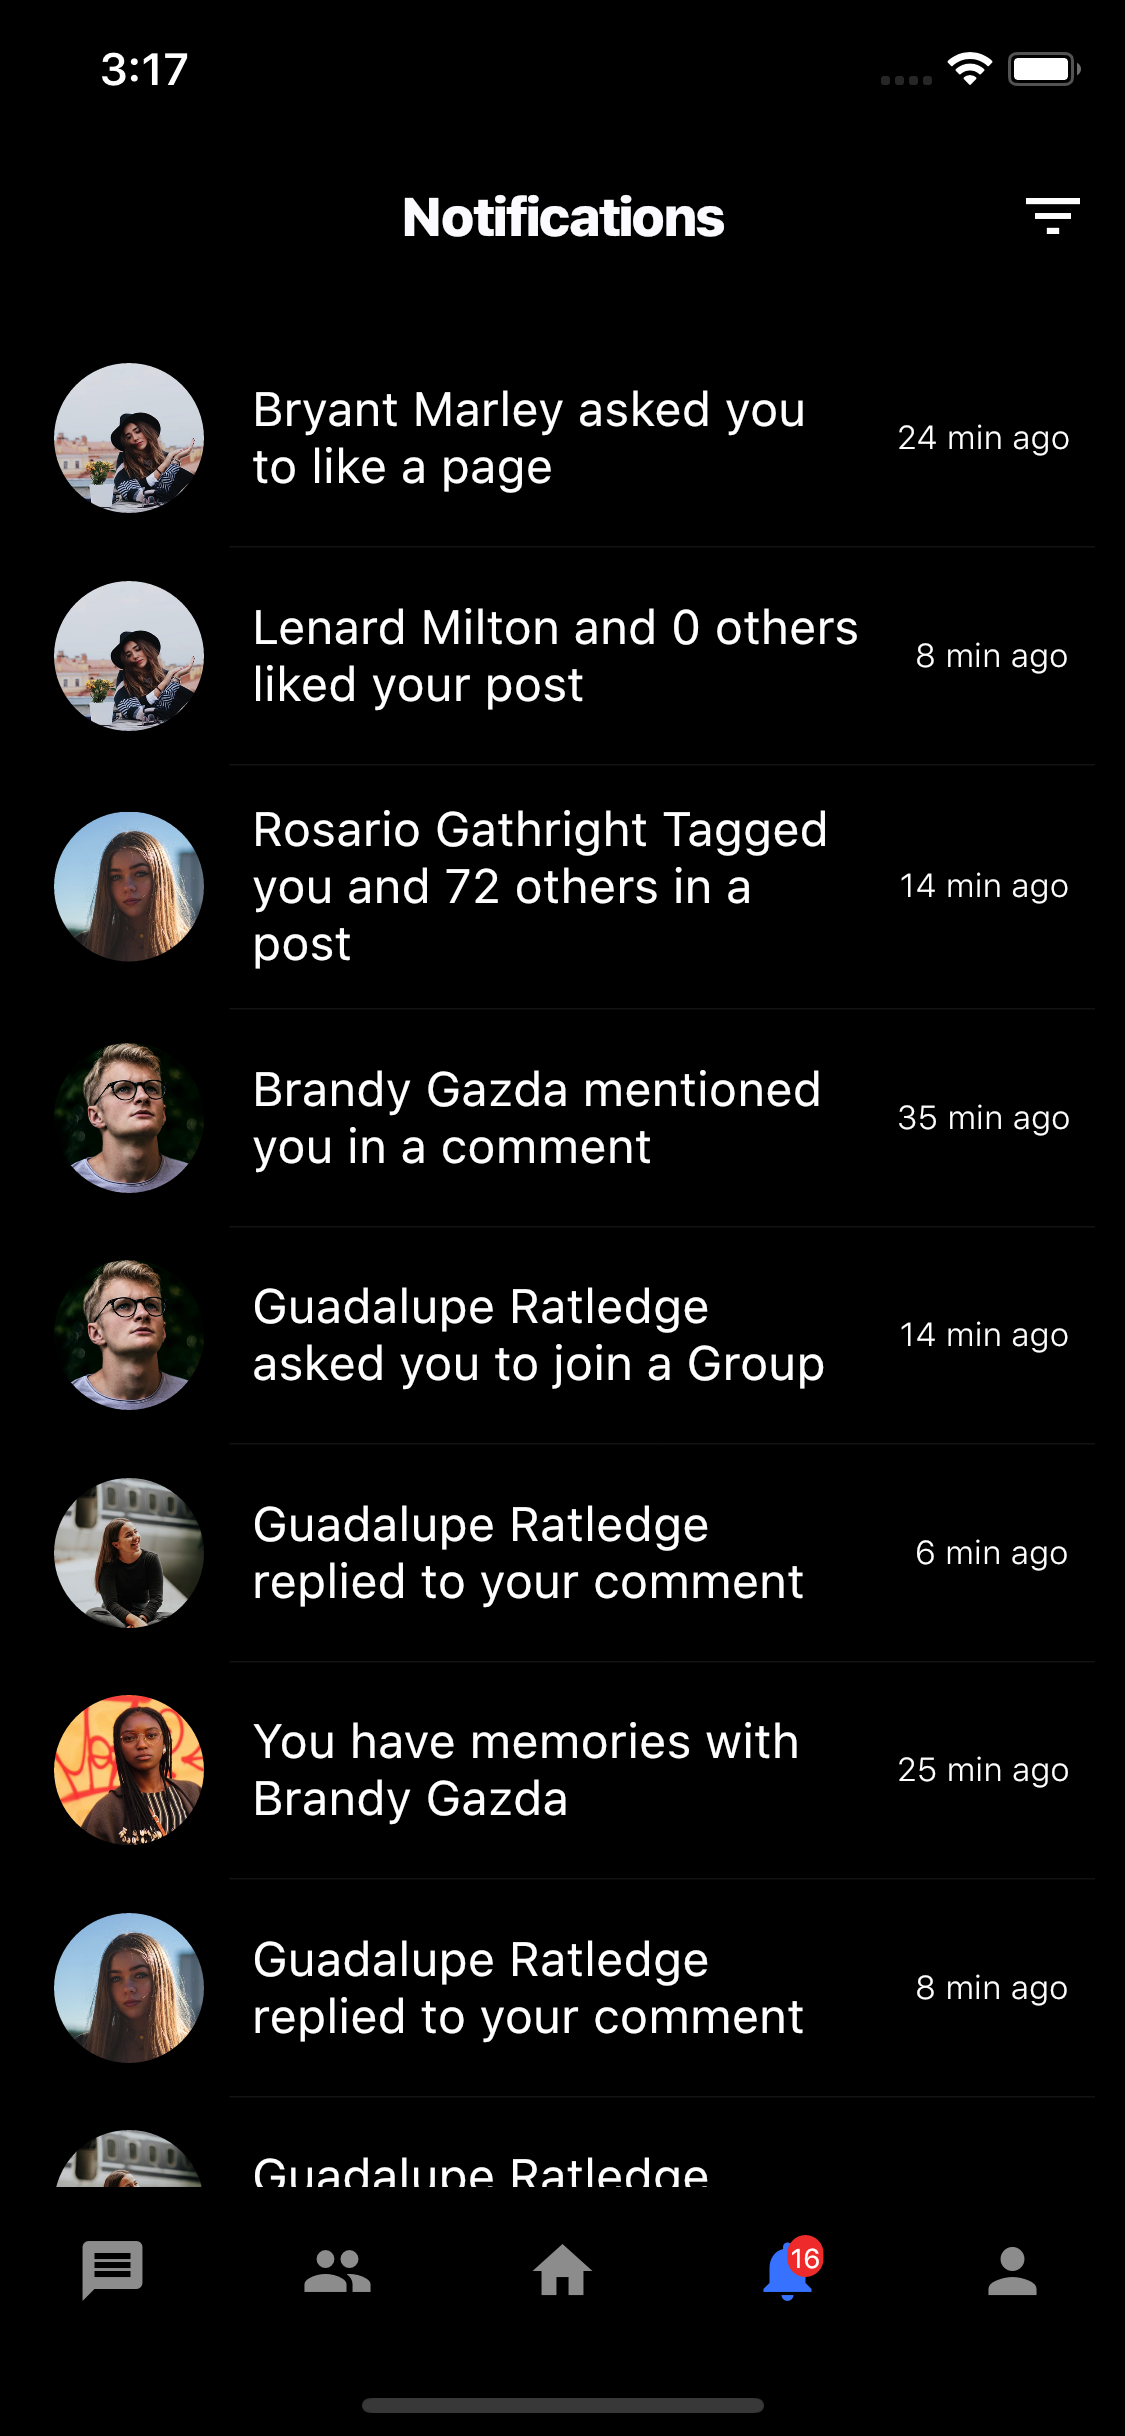 3:17
Notifications
Bryant Marley asked you
to like a page
24 min ago
Lenard Milton and 0 others
liked your post
8 min ago
Rosario Gathright Tagged
you and 72 others in a
post
14 min ago
Brandy Gazda mentioned
you in a comment
35 min ago
Guadalupe Ratledge
asked you to join a Group
14 min ago
Guadalupe Ratledge
replied to your comment
6 min ago
You have memories with
Brandy Gazda
25 min ago
Guadalupe Ratledge
replied to your comment
8 min ago
Guadalupe Ratledge
16